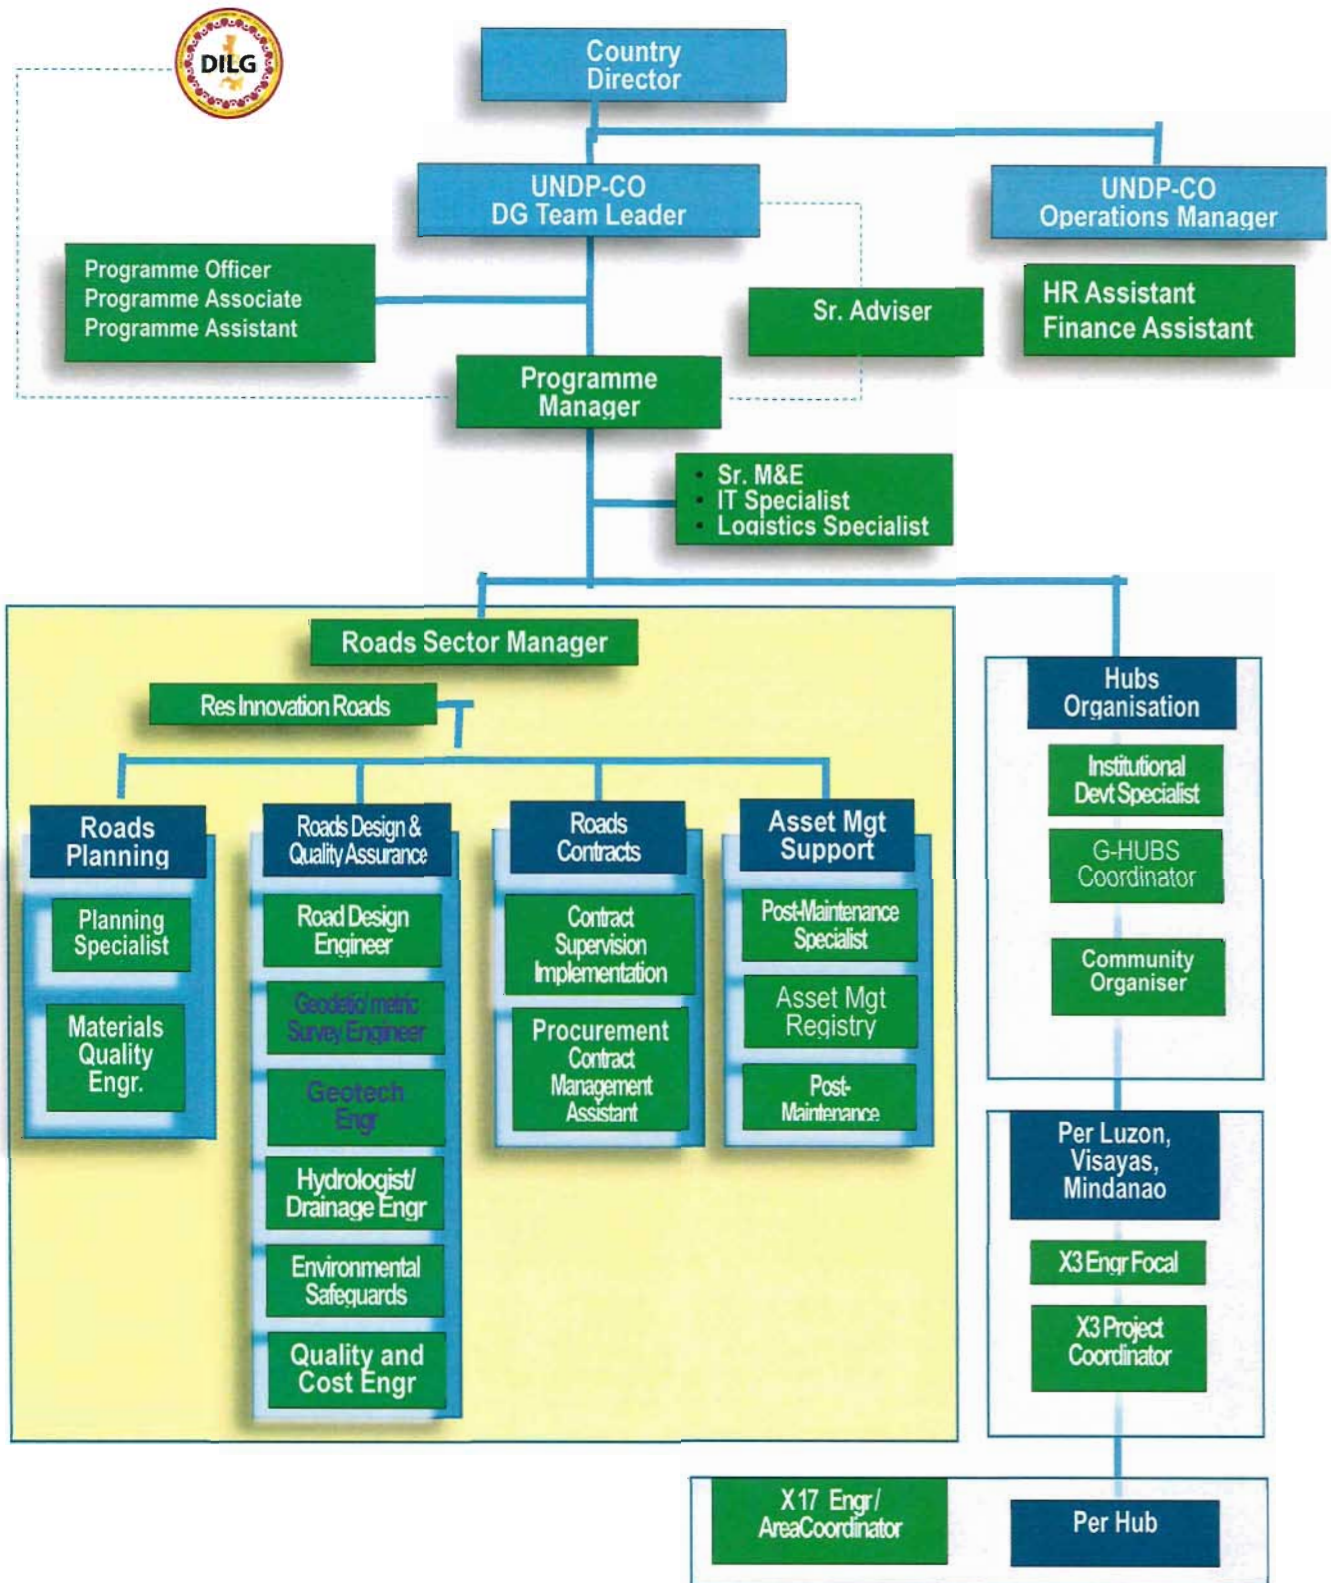 DILG
Country
Director
UNDP-CO
DG Team Leader
UNDP-CO
Operations Manager
Programme Officer
Programme Associate
Programme Assistant
Sr. Adviser
HR Assistant
Finance Assistant
Programme
Manager
• Sr. M&E
• IT Specialist
• Logistics Specialist
Roads Sector Manager
Res Innovation Roads
Roads
Planning
Planning
Specialist
Materials
Quality
Engr.
Roads Design &
Quality Assurance
Road Design
Engineer
Geodetic/metric
Survey Engineer
Geotech
Engr
Hydrologist/
Drainage Engr
Environmental
Safeguards
Quality and
Cost Engr
Roads
Contracts
Contract
Supervision
Implementation
Procurement
Contract
Management
Assistant
Asset Mgt
Support
Post-Maintenance
Specialist
Asset Mgt
Registry
Post-
Maintenance
Hubs
Organisation
Institutional
Devt Specialist
G-HUBS
Coordinator
Community
Organiser
Per Luzon,
Visayas,
Mindanao
X3 Engr Focal
X3 Project
Coordinator
X 17 Engr /
AreaCoordinator
Per Hub